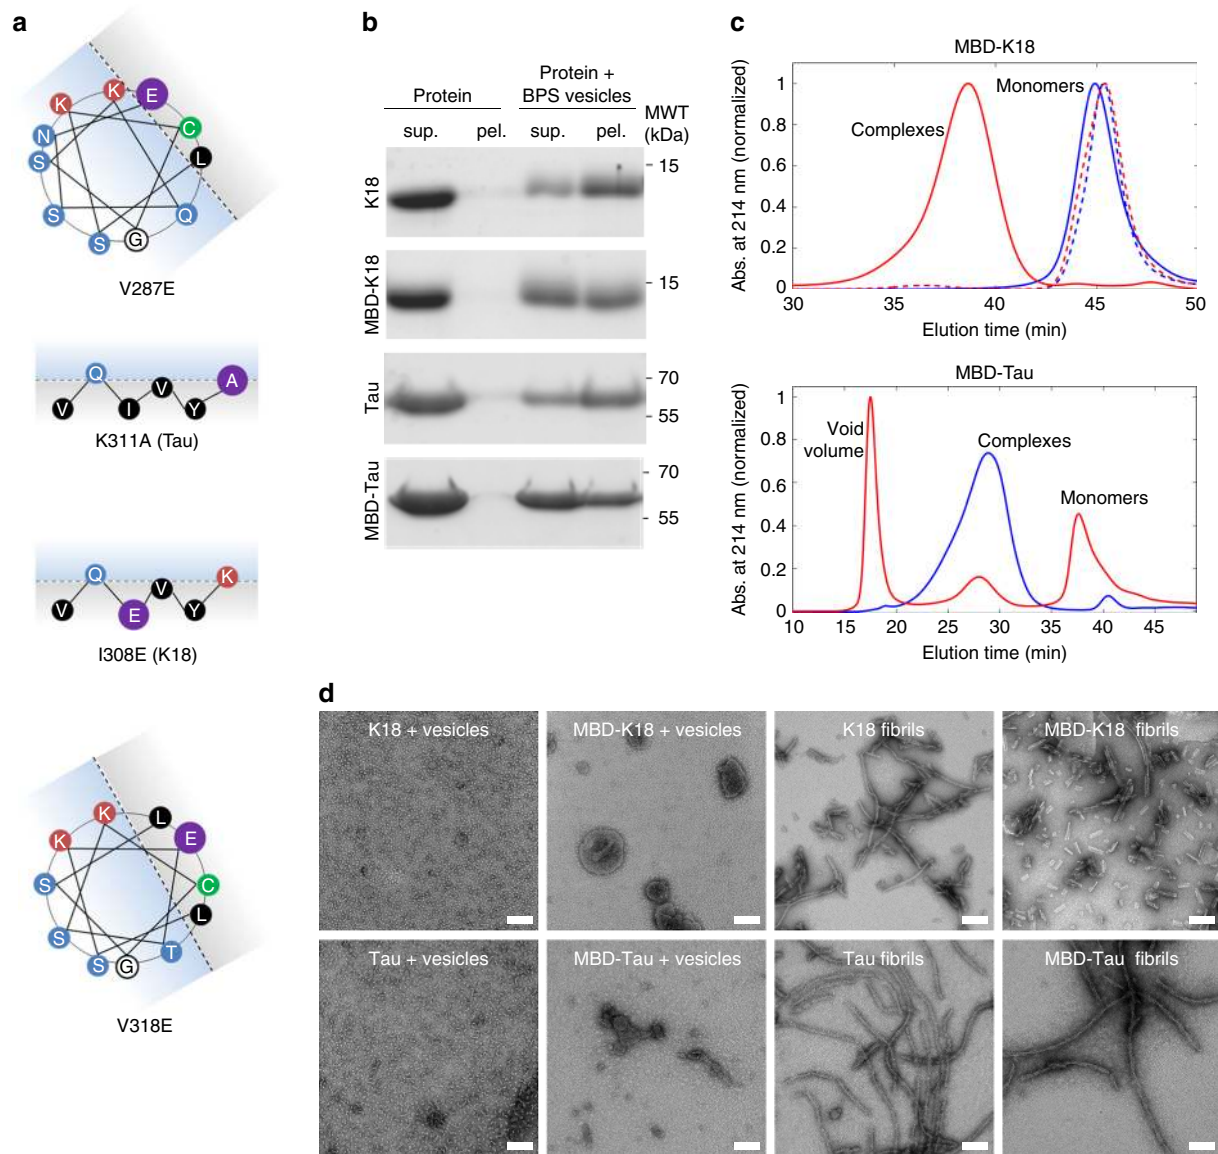 a
K K E C L Q G S S S N
V287E
V Q I V Y A
K311A (Tau)
V Q E V Y K
I308E (K18)
K L E C L T G S S S K
V318E
b
Protein
Protein +
BPS vesicles
MWT
(kDa)
sup. pel. sup. pel.
K18
15
MBD-K18
15
Tau
70
55
MBD-Tau
70
55
c
MBD-K18
Abs. at 214 nm (normalized)
1
0.8
0.6
0.4
0.2
0
Complexes
Monomers
30 35 40 45 50
Elution time (min)
MBD-Tau
Abs. at 214 nm (normalized)
1
0.8
0.6
0.4
0.2
0
Void
volume
Complexes
Monomers
10 15 20 29 30 35 40 45
Elution time (min)
d
K18 + vesicles
MBD-K18 + vesicles
K18 fibrils
MBD-K18 fibrils
Tau + vesicles
MBD-Tau + vesicles
Tau fibrils
MBD-Tau fibrils